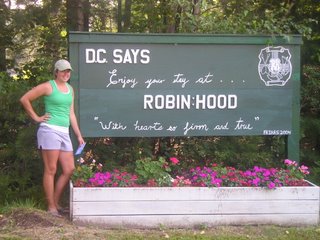 D.C. SAYS
Enjoy your stay at . . .
ROBIN HOOD
"With hearts so firm and true"